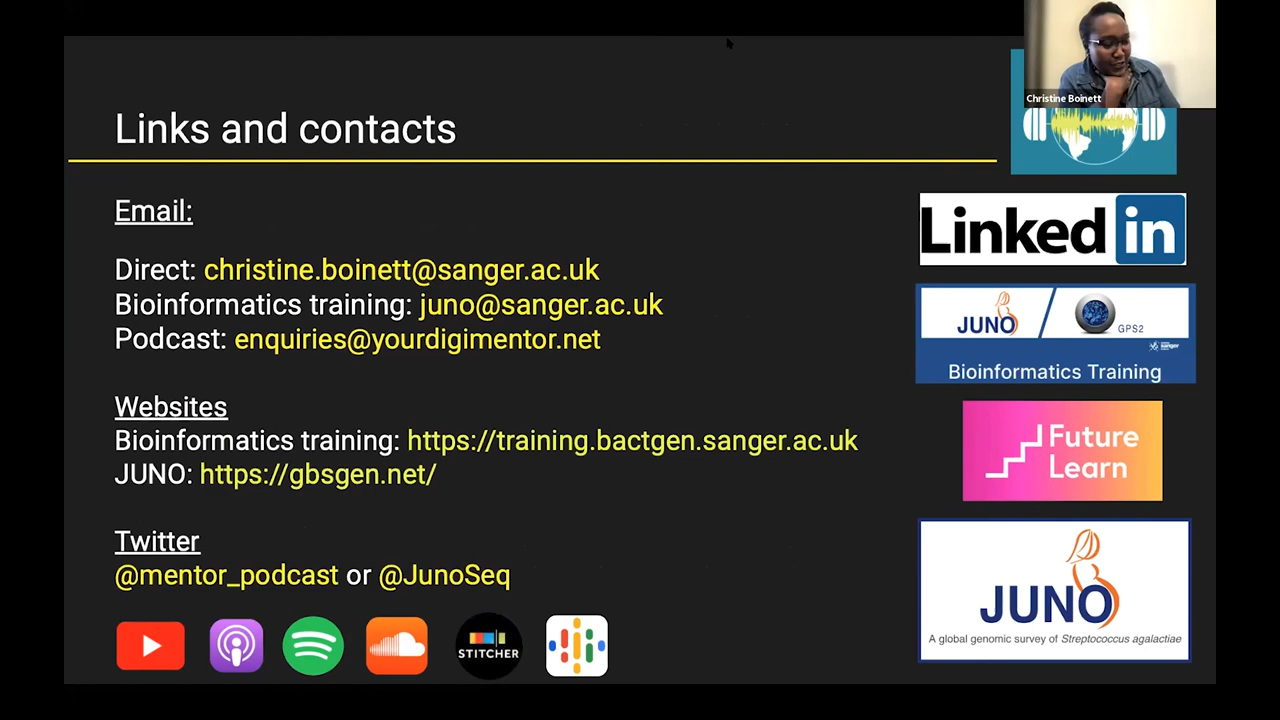 Christine Boinett
Links and contacts
Email:
Direct: christine.boinett@sanger.ac.uk
Bioinformatics training: juno@sanger.ac.uk
Podcast: enquiries@yourdigimentor.net
Websites
Bioinformatics training: https://training.bactgen.sanger.ac.uk
JUNO: https://gbsgen.net/
Twitter
@mentor_podcast or @JunoSeq
STITCHER
Linked in
JUNO
GPS2
sanger
Bioinformatics Training
Future
Learn
JUNO
A global genomic survey of Streptococcus agalactiae